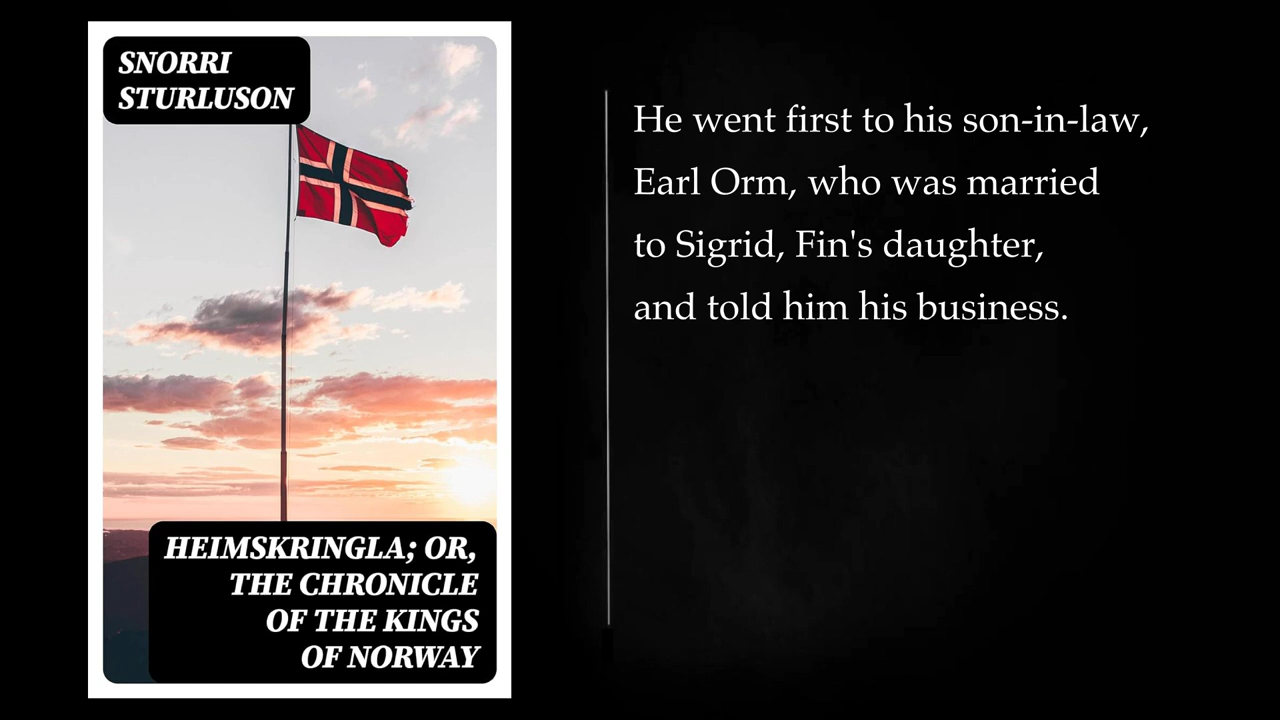 SNORRI
STURLUSON
HEIMSKRINGLA; OR,
THE CHRONICLE
OF THE KINGS
OF NORWAY
He went first to his son-in-law,
Earl Orm, who was married
to Sigrid, Fin's daughter,
and told him his business.